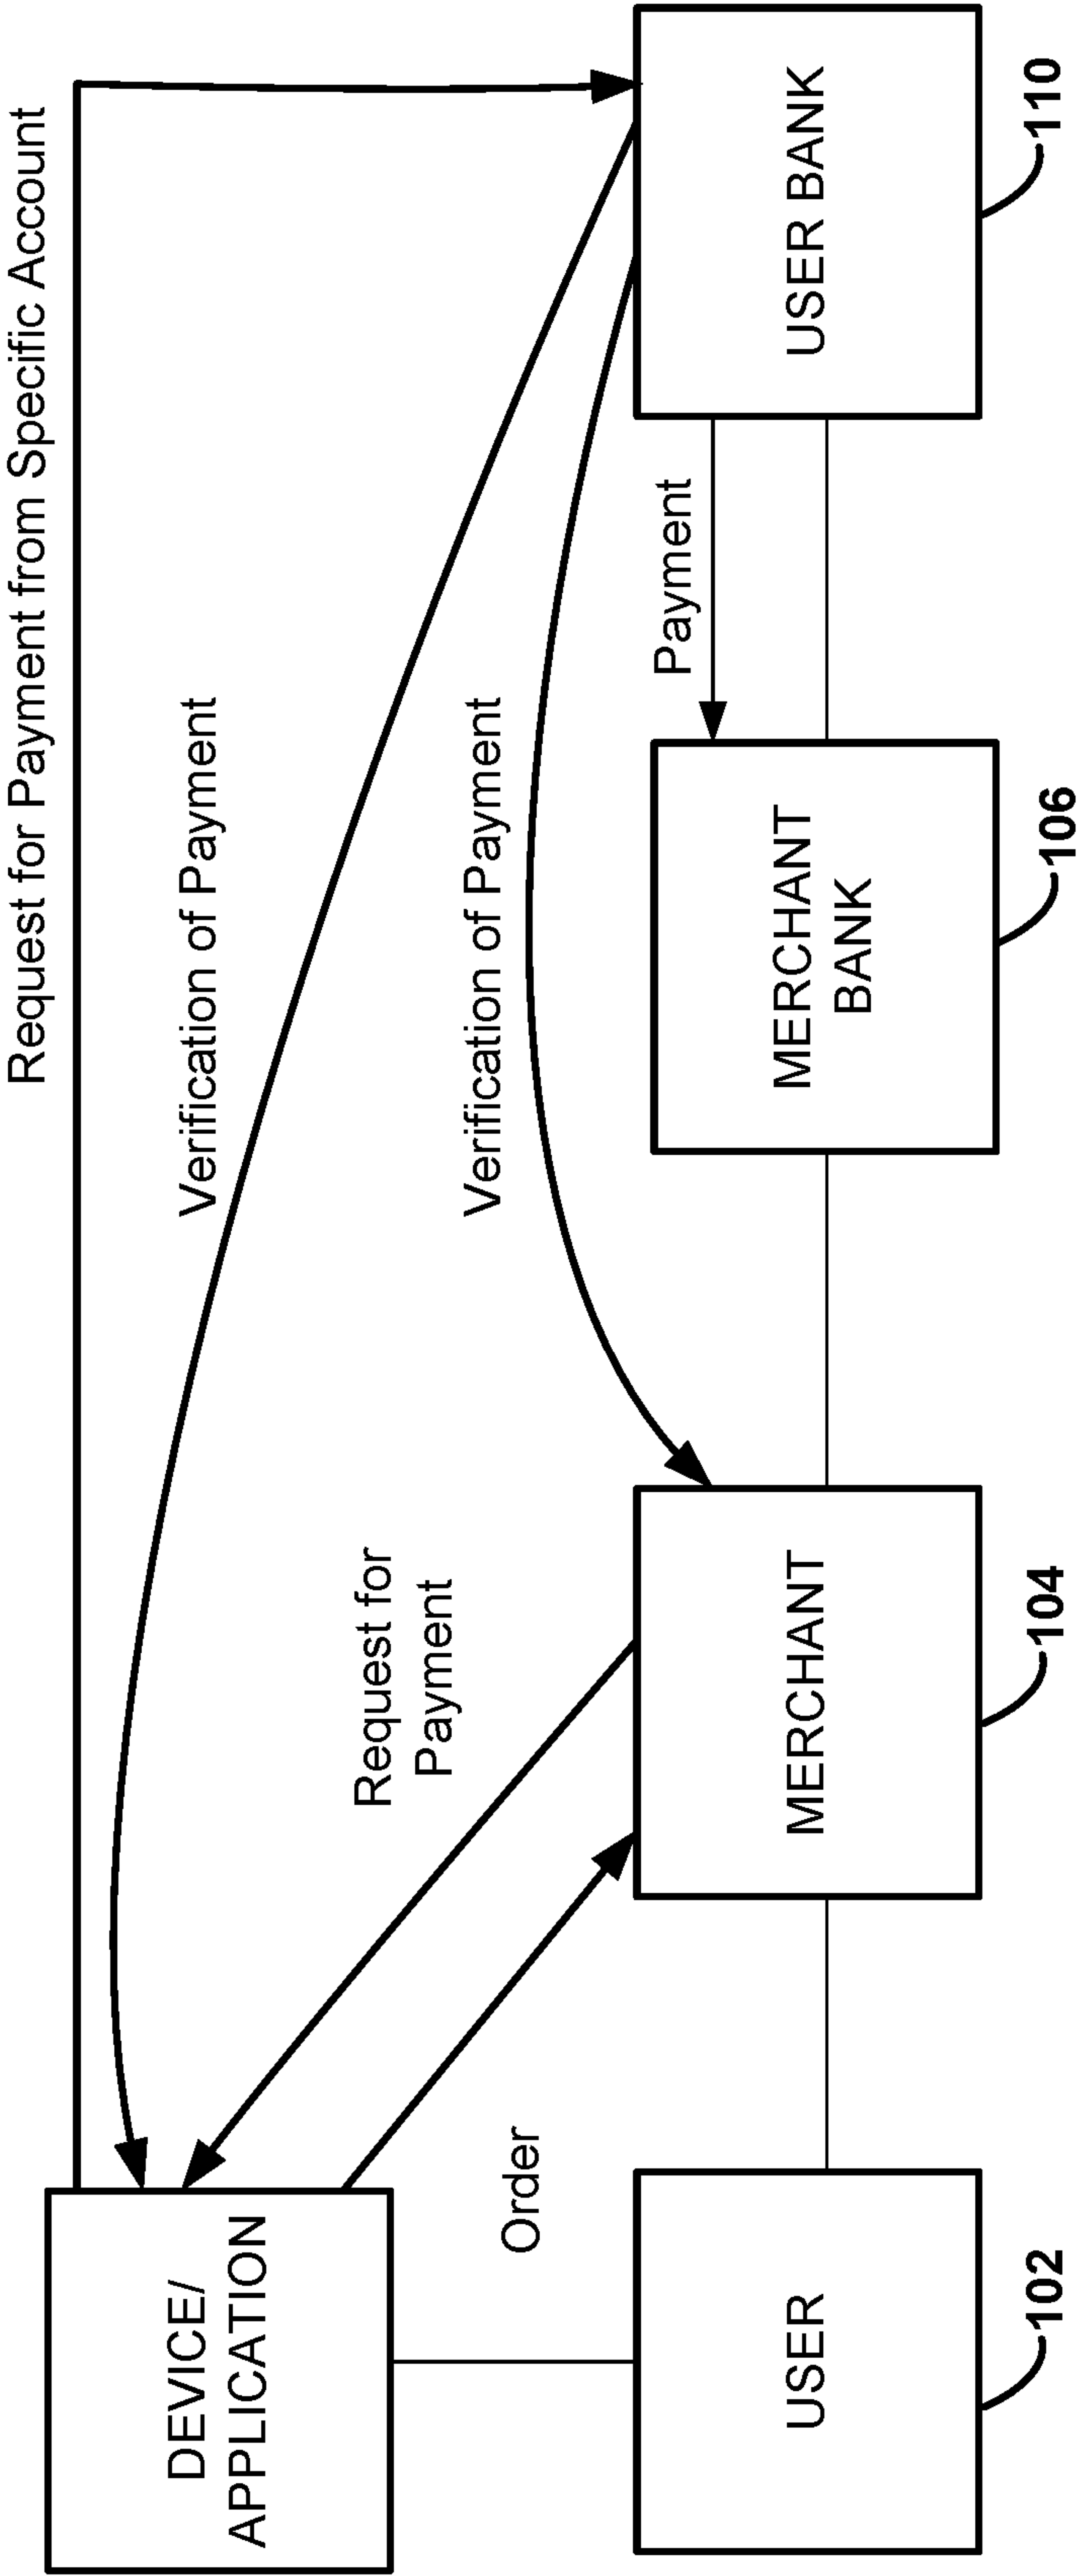 Request for Payment from Specific Account
Verification of Payment
DEVICE/
APPLICATION
Request for
Payment
Verification of Payment
Order
Payment
USER
MERCHANT
MERCHANT
BANK
USER BANK
102
104
106
110